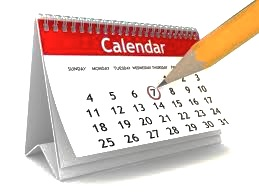 Calendar
SUNDAY MONDAY TUESDAY WEDNESDAY THURSDAY
2 3
4 5 6 7 8 9 10
11 12 13 14 15 16 17
18 19 20 21 22 23 24
25 26 27 28 29 30 31